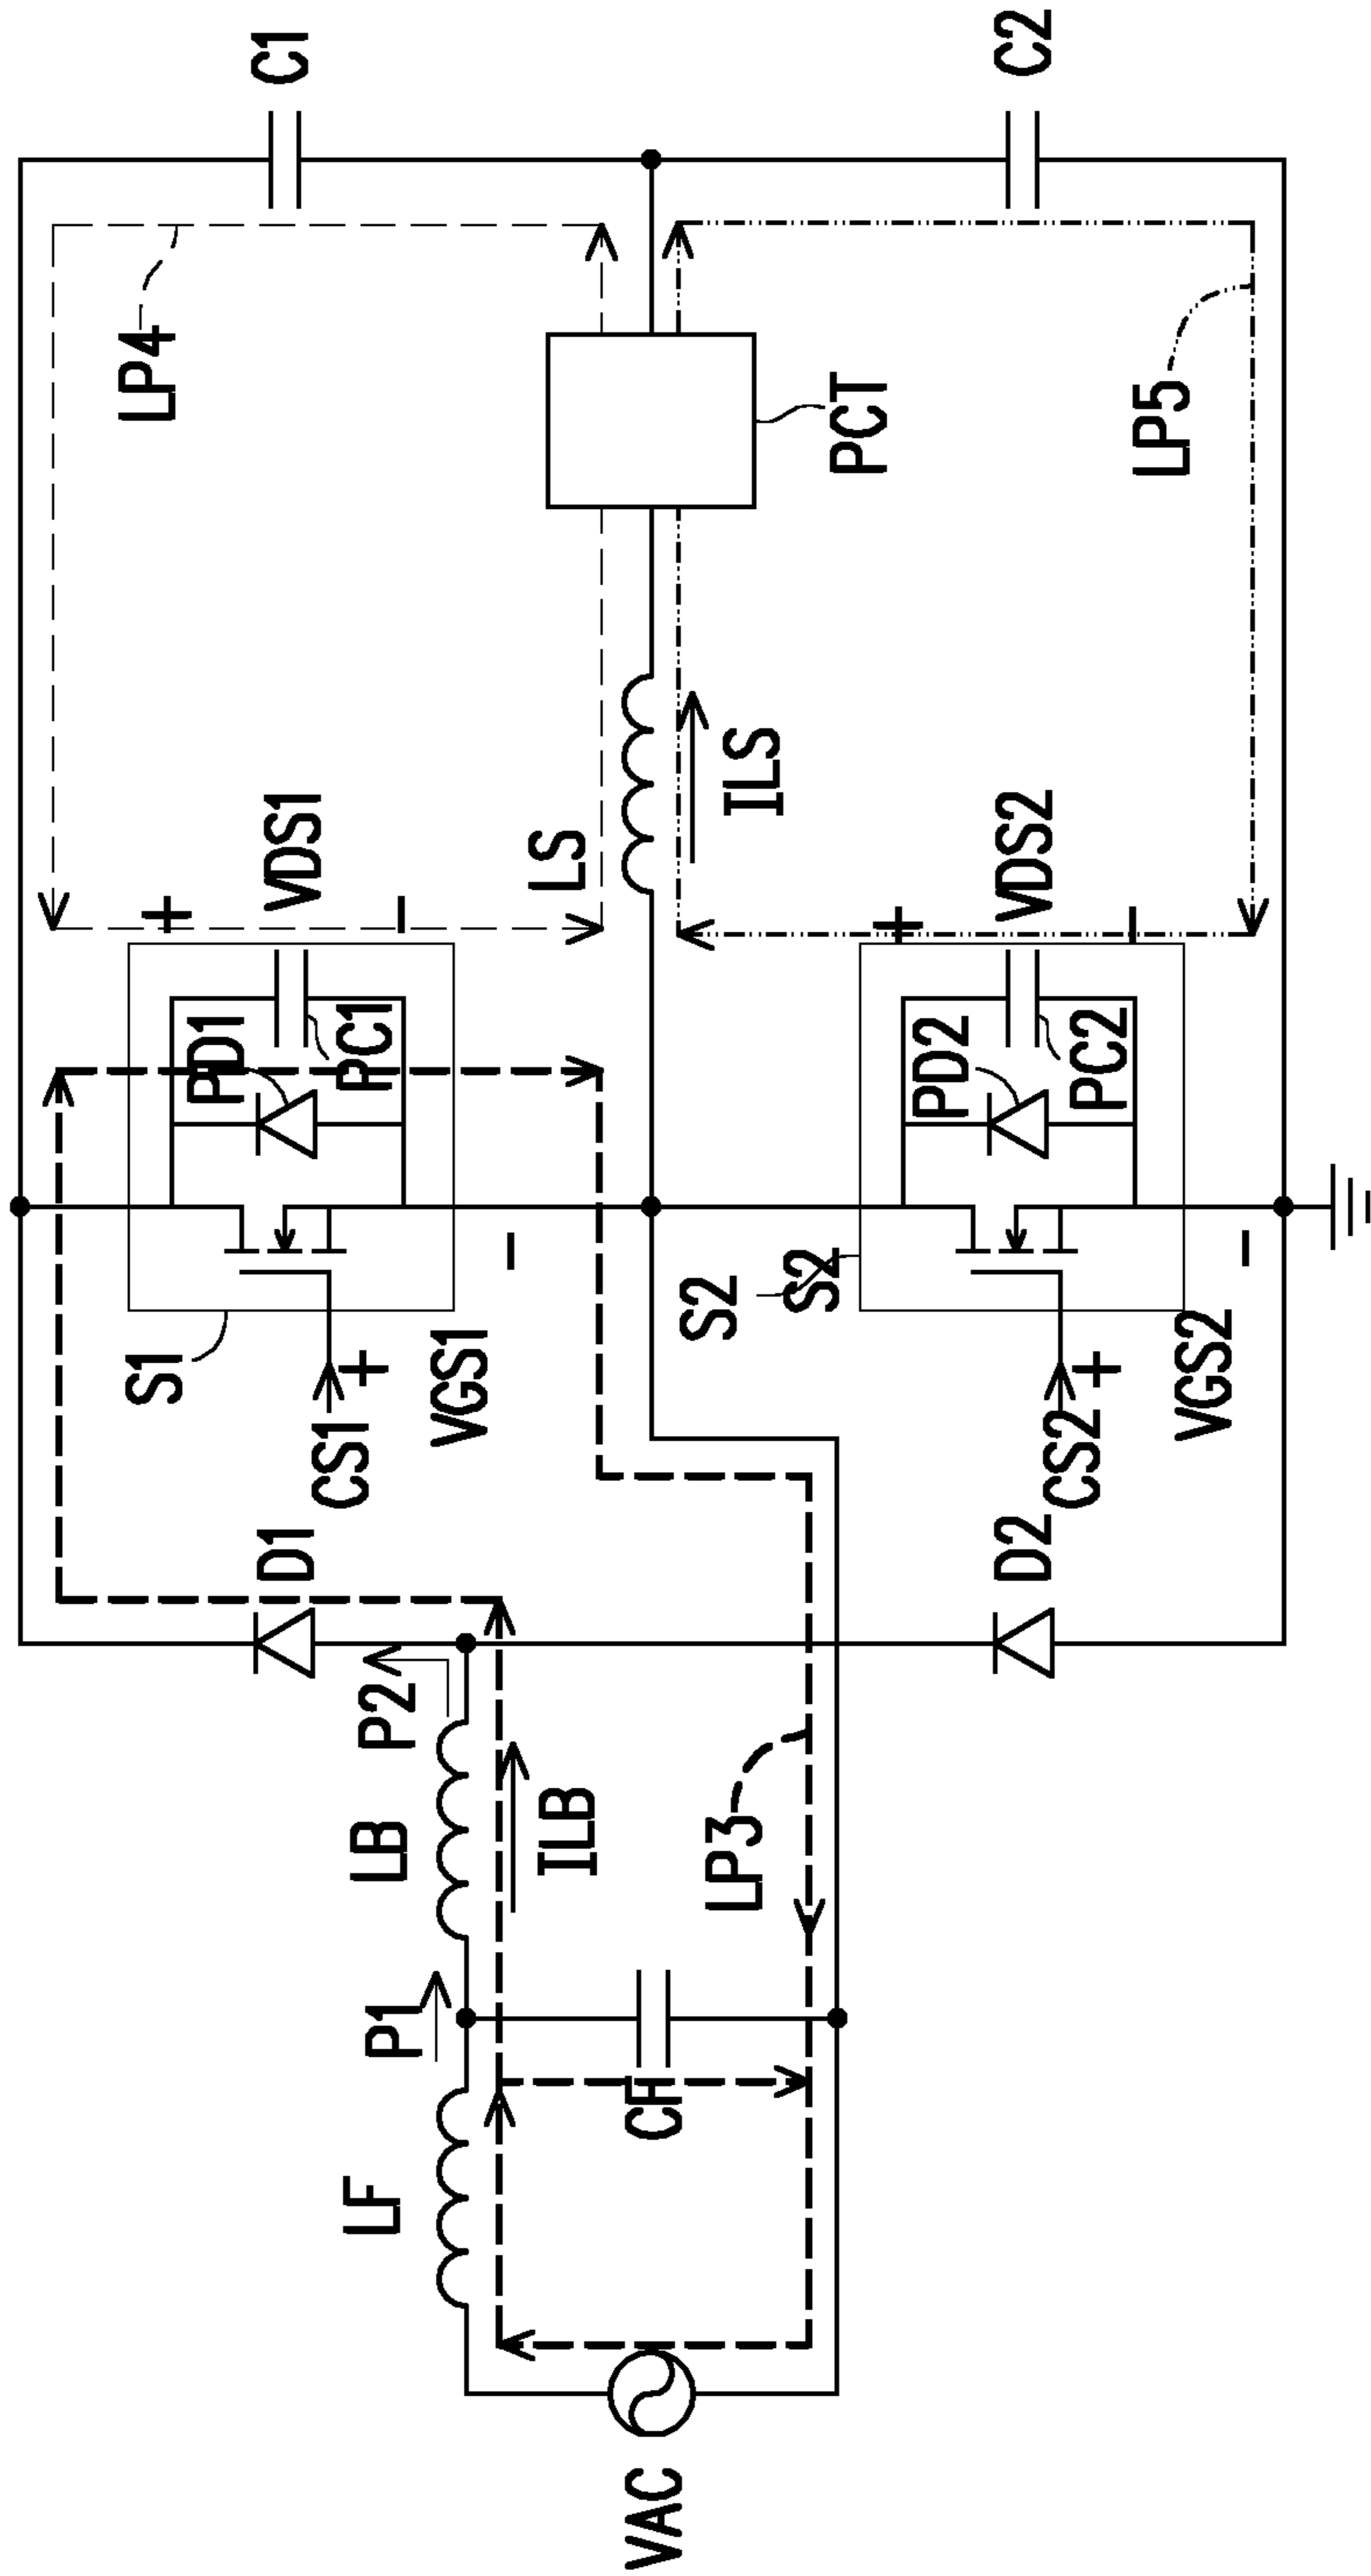 S1
LP4
+
PD1
VDS1
C1
D1
CS1
+
PC1
LF
P1
LB
P2
−
VGS1
−
LS
ILB
VAC
CF
S2
LP3
ILS
S2
PCT
+
PD2
D2
VDS2
C2
CS2
+
PC2
−
LP5
VGS2
−